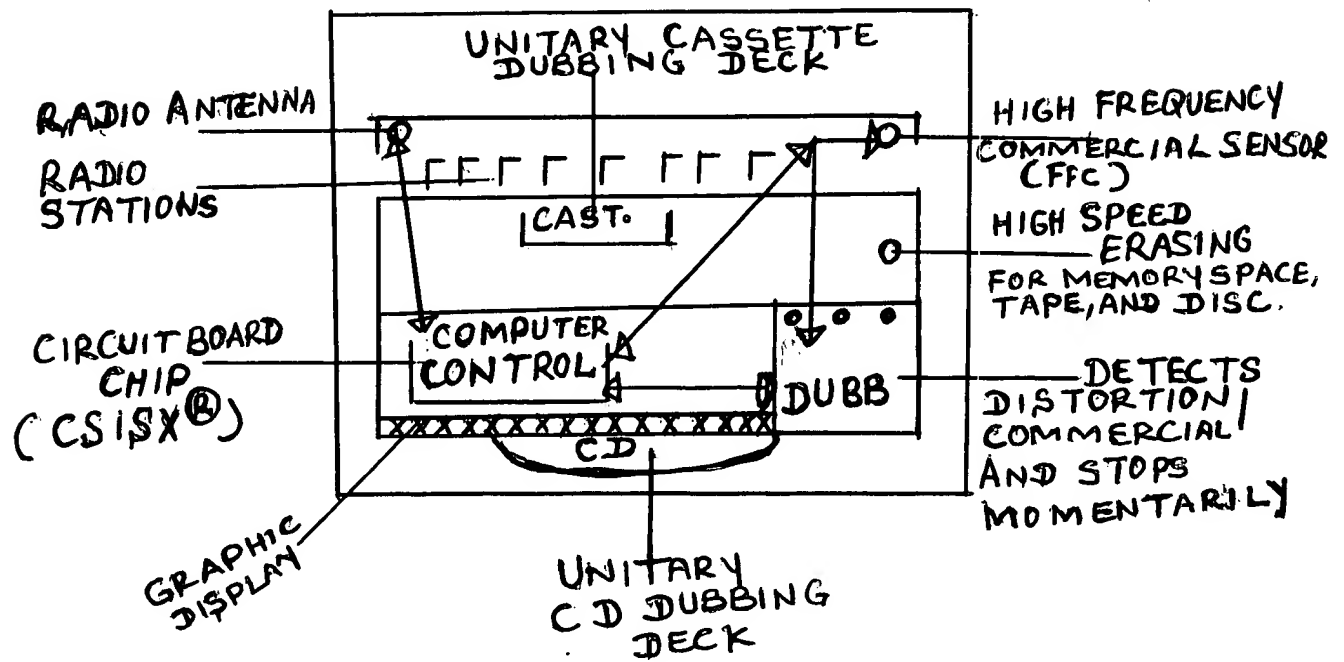 UNITARY CASSETTE
DUBBING DECK
RADIO ANTENNA
RADIO
STATIONS
HIGH FREQUENCY
COMMERCIAL SENSOR
(FFC)
CAST.
HIGH SPEED
ERASING
FOR MEMORY SPACE,
TAPE, AND DISC.
CIRCUIT BOARD
CHIP
(CSISX®)
COMPUTER
CONTROL
DUBB
DETECTS
DISTORTION/
COMMERCIAL
AND STOPS
MOMENTARILY
CD
GRAPHIC
DISPLAY
UNITARY
CD DUBBING
DECK